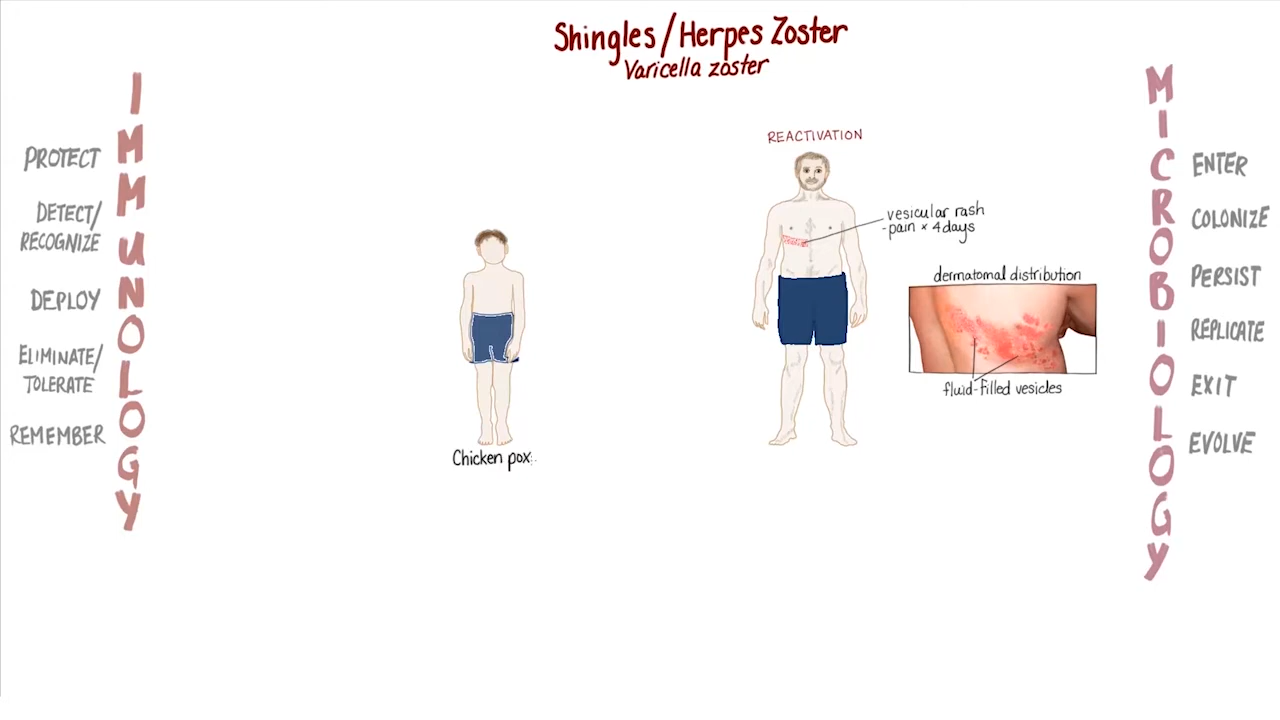 Shingles/Herpes Zoster
Varicella zoster
IMMUNOLOGY
PROTECT
DETECT/
RECOGNIZE
DEPLOY
ELIMINATE/
TOLERATE
REMEMBER
Chicken pox
REACTIVATION
vesicular rash
-pain × 4 days
dermatomal distribution
fluid-filled vesicles
MICROBIOLOGY
ENTER
COLONIZE
PERSIST
REPLICATE
EXIT
EVOLVE